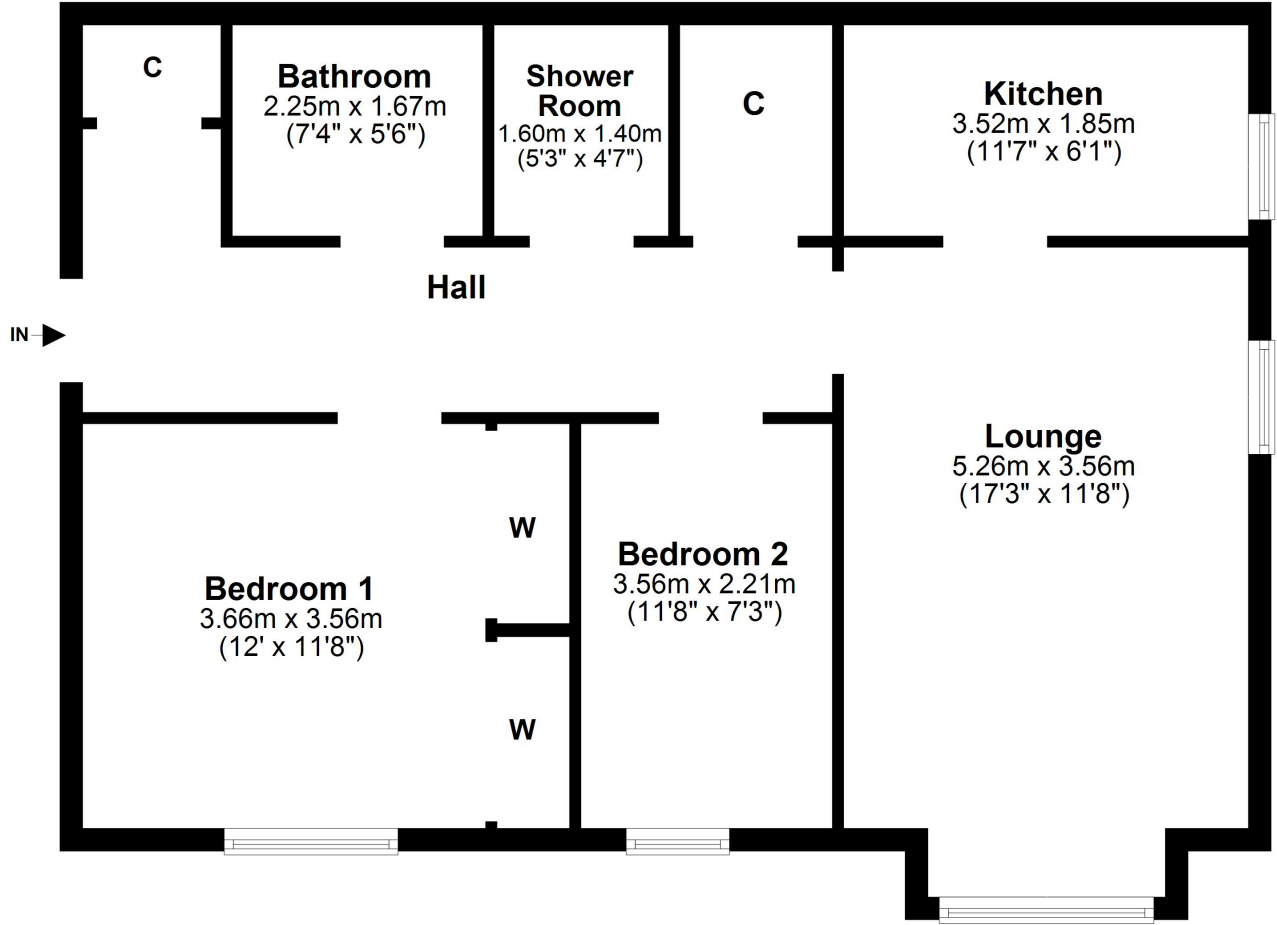 C
Bathroom
2.25m x 1.67m
(7'4" x 5'6")
Shower
Room
1.60m x 1.40m
(5'3" x 4'7")
C
Kitchen
3.52m x 1.85m
(11'7" x 6'1")
Hall
IN
Lounge
5.26m x 3.56m
(17'3" x 11'8")
W
Bedroom 2
3.56m x 2.21m
(11'8" x 7'3")
Bedroom 1
3.66m x 3.56m
(12' x 11'8")
W